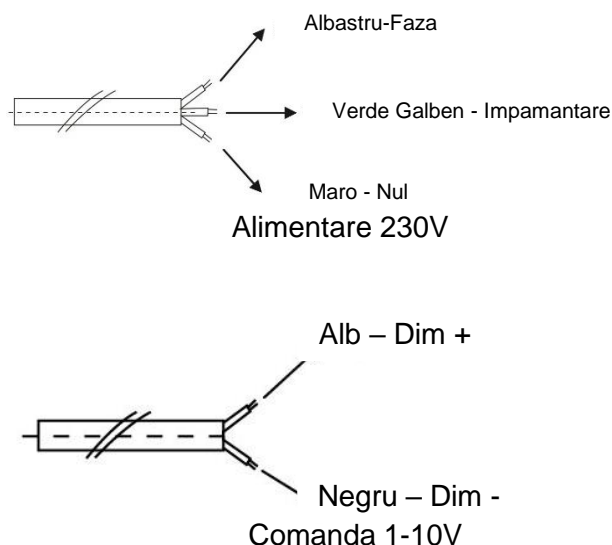 Albastru-Faza
Verde Galben - Impamantare
Maro - Nul
Alimentare 230V
Alb – Dim +
Negru – Dim -
Comanda 1-10V